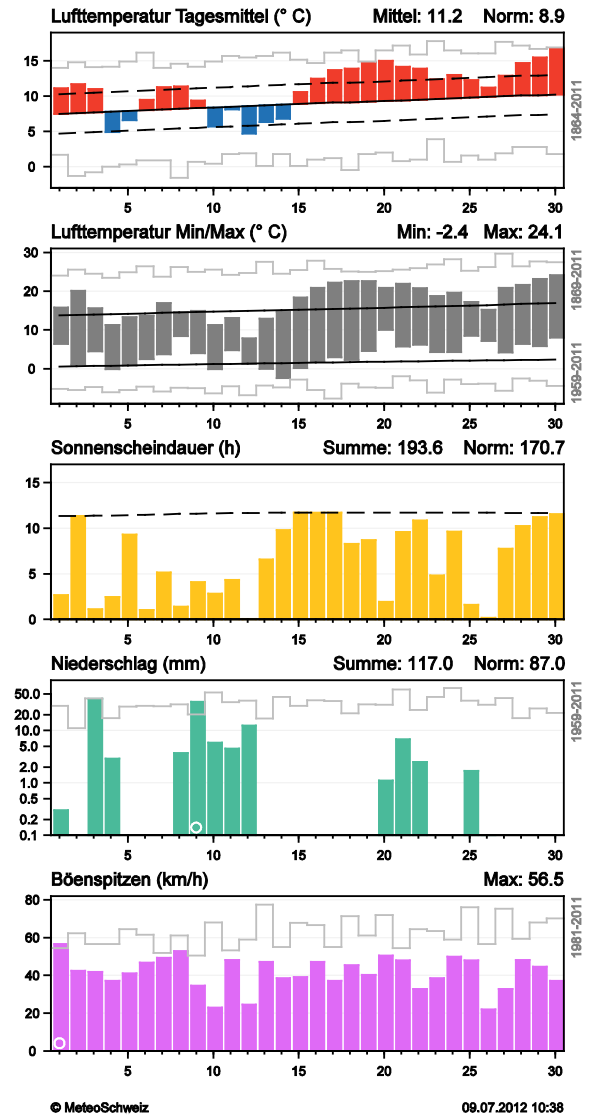 Lufttemperatur Tagesmittel (° C) Mittel: 11.2 Norm: 8.9
15
10
5
0
1864-2011
5 10 15 20 25 30
Lufttemperatur Min/Max (° C) Min: -2.4 Max: 24.1
30
20
10
0
1869-2011
1959-2011
5 10 15 20 25 30
Sonnenscheindauer (h) Summe: 193.6 Norm: 170.7
15
10
5
0
5 10 15 20 25 30
Niederschlag (mm) Summe: 117.0 Norm: 87.0
50.0
20.0
10.0
5.0
2.0
1.0
0.5
0.2
0.1
1959-2011
5 10 15 20 25 30
Böenspitzen (km/h) Max: 56.5
80
60
40
20
0
1981-2011
5 10 15 20 25 30
© MeteoSchweiz 09.07.2012 10:38